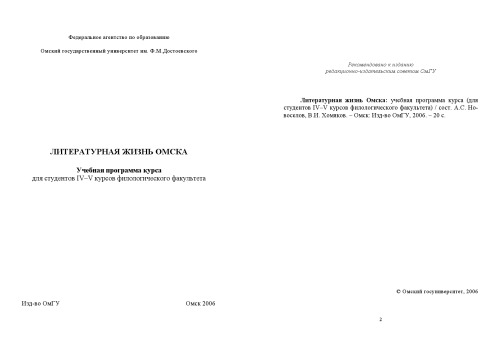 Федеральное агентство по образованию
Омский государственный университет им. Ф.М.Достоевского
ЛИТЕРАТУРНАЯ ЖИЗНЬ ОМСКА
Учебная программа курса
для студентов IV–V курсов филологического факультета
Изд-во ОмГУ Омск 2006
Рекомендовано к изданию
редакционно-издательским советом ОмГУ
Литературная жизнь Омска: учебная программа курса (для
студентов IV–V курсов филологического факультета) / сост. А.С. Но-
воселов, В.И. Хомяков. – Омск: Изд-во ОмГУ, 2006. – 20 с.
© Омский госуниверситет, 2006
2